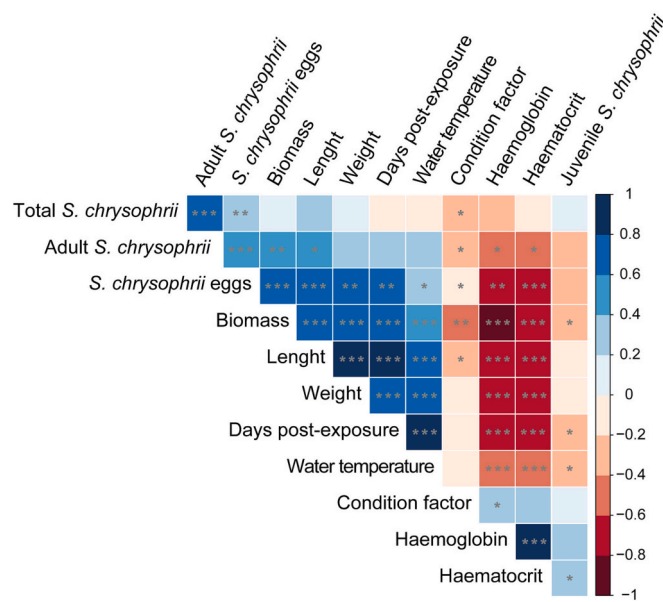 Adult S. chrysophrii
S. chrysophrii eggs
Biomass
Lenght
Weight
Days post-exposure
Water temperature
Condition factor
Haemoglobin
Haematocrit
Juvenile S. chrysophrii
Total S. chrysophrii *** ** *
Adult S. chrysophrii *** ** * * * *
S. chrysophrii eggs *** *** ** ** * * ** ***
Biomass *** *** *** *** ** *** *** *
Lenght *** *** *** * *** ***
Weight *** *** *** ***
Days post-exposure *** *** *** *
Water temperature *** *** *
Condition factor *
Haemoglobin ***
Haematocrit *
1
0.8
0.6
0.4
0.2
0
−0.2
−0.4
−0.6
−0.8
−1